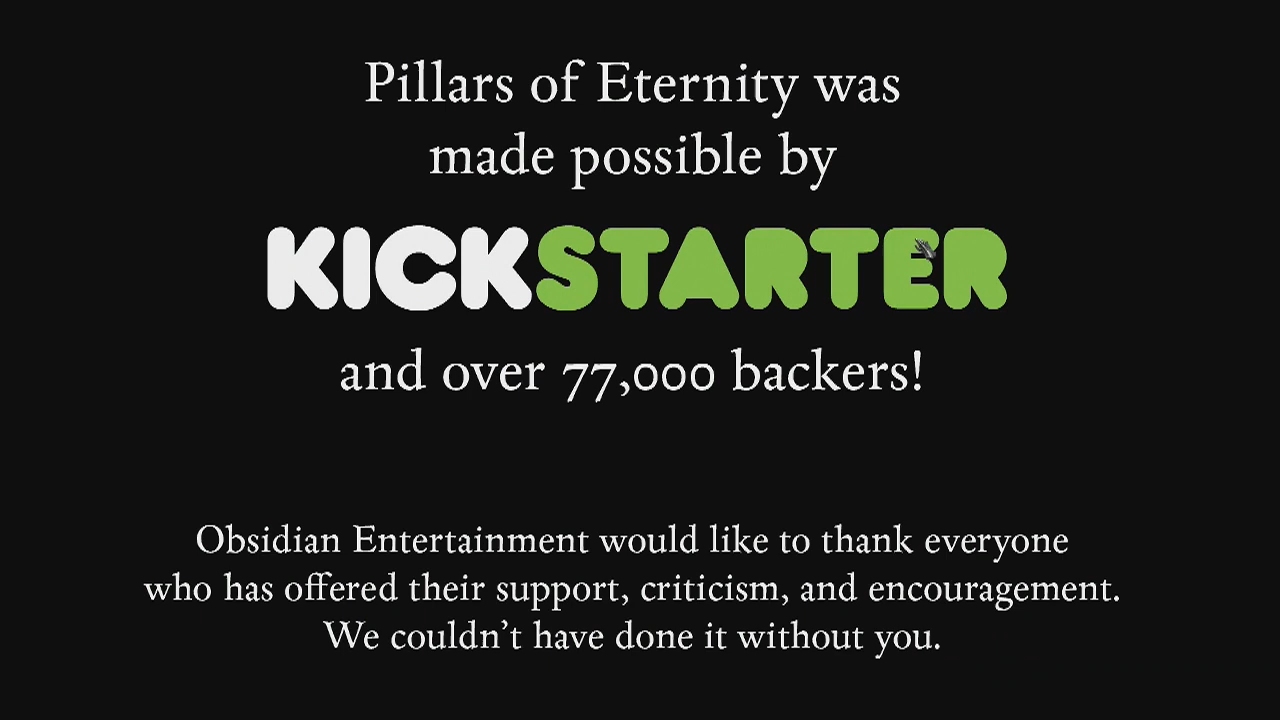 Pillars of Eternity was
made possible by
KICKSTARTER
and over 77,000 backers!
Obsidian Entertainment would like to thank everyone
who has offered their support, criticism, and encouragement.
We couldn't have done it without you.